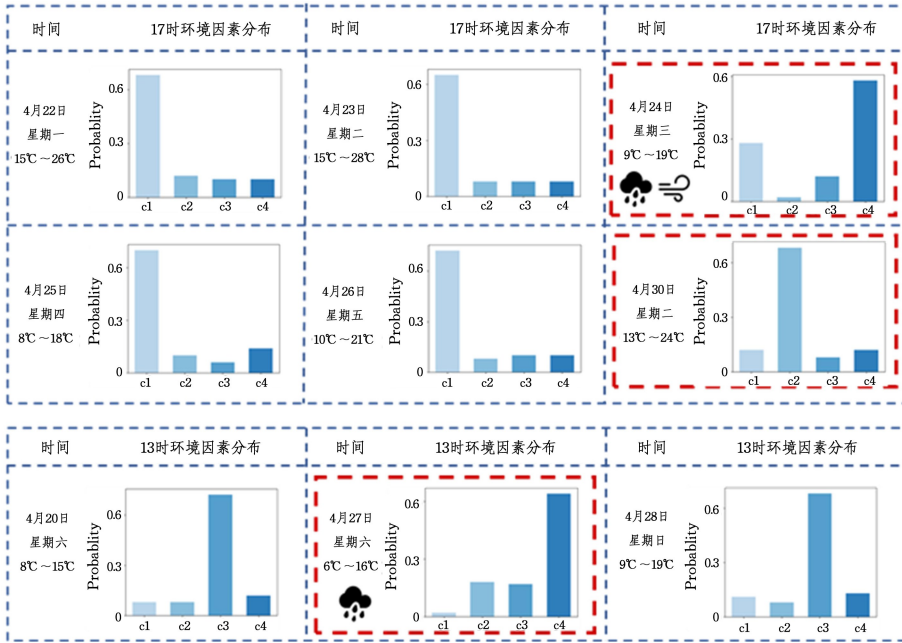 时间 17时环境因素分布 时间 17时环境因素分布 时间 17时环境因素分布
4月22日
星期一
15℃～26℃
Probablity
0.6
0.3
0
c1 c2 c3 c4
4月23日
星期二
15℃～28℃
Probablity
0.6
0.3
0
c1 c2 c3 c4
4月24日
星期三
9℃～19℃
Probablity
0.6
0.3
0
c1 c2 c3 c4
4月25日
星期四
8℃～18℃
Probablity
0.6
0.3
0
c1 c2 c3 c4
4月26日
星期五
10℃～21℃
Probablity
0.6
0.3
0
c1 c2 c3 c4
4月30日
星期二
13℃～24℃
Probablity
0.6
0.3
0
c1 c2 c3 c4
时间 13时环境因素分布 时间 13时环境因素分布 时间 13时环境因素分布
4月20日
星期六
8℃～15℃
Probablity
0.6
0.3
0
c1 c2 c3 c4
4月27日
星期六
6℃～16℃
Probablity
0.6
0.3
0
c1 c2 c3 c4
4月28日
星期日
9℃～19℃
Probablity
0.6
0.3
0
c1 c2 c3 c4